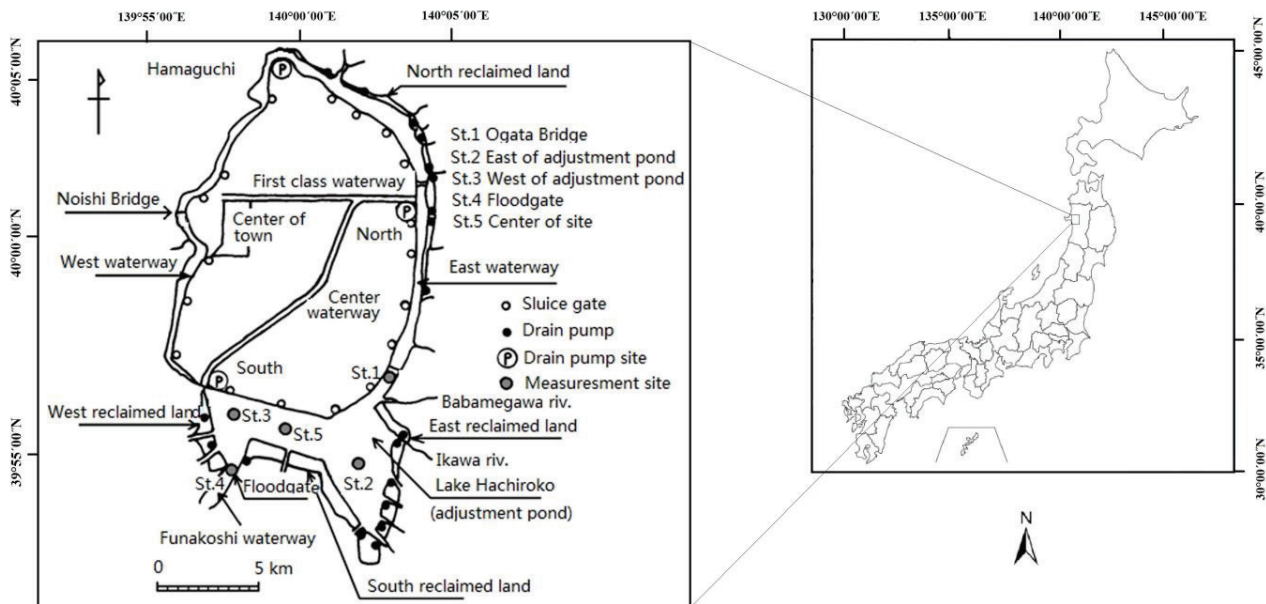 139°55´00˝E
140°00´00˝E
140°05´00˝E
130°00´00˝E
135°00´00˝E
140°00´00˝E
145°00´00˝E
40°05´00˝N
40°00´00˝N
39°55´00˝N
45°00´00˝N
40°00´00˝N
35°00´00˝N
30°00´00˝N
Hamaguchi
P
North reclaimed land
St.1 Ogata Bridge
St.2 East of adjustment pond
St.3 West of adjustment pond
St.4 Floodgate
St.5 Center of site
First class waterway
Noishi Bridge
Center of
town
P
North
West waterway
East waterway
Center
waterway
Sluice gate
Drain pump
P Drain pump site
Measuresment site
South
P
St.1
Babamegawa riv.
West reclaimed land
St.3
St.5
East reclaimed land
Ikawa riv.
St.4
Floodgate
St.2
Lake Hachiroko
(adjustment pond)
Funakoshi waterway
0 5 km
South reclaimed land
N